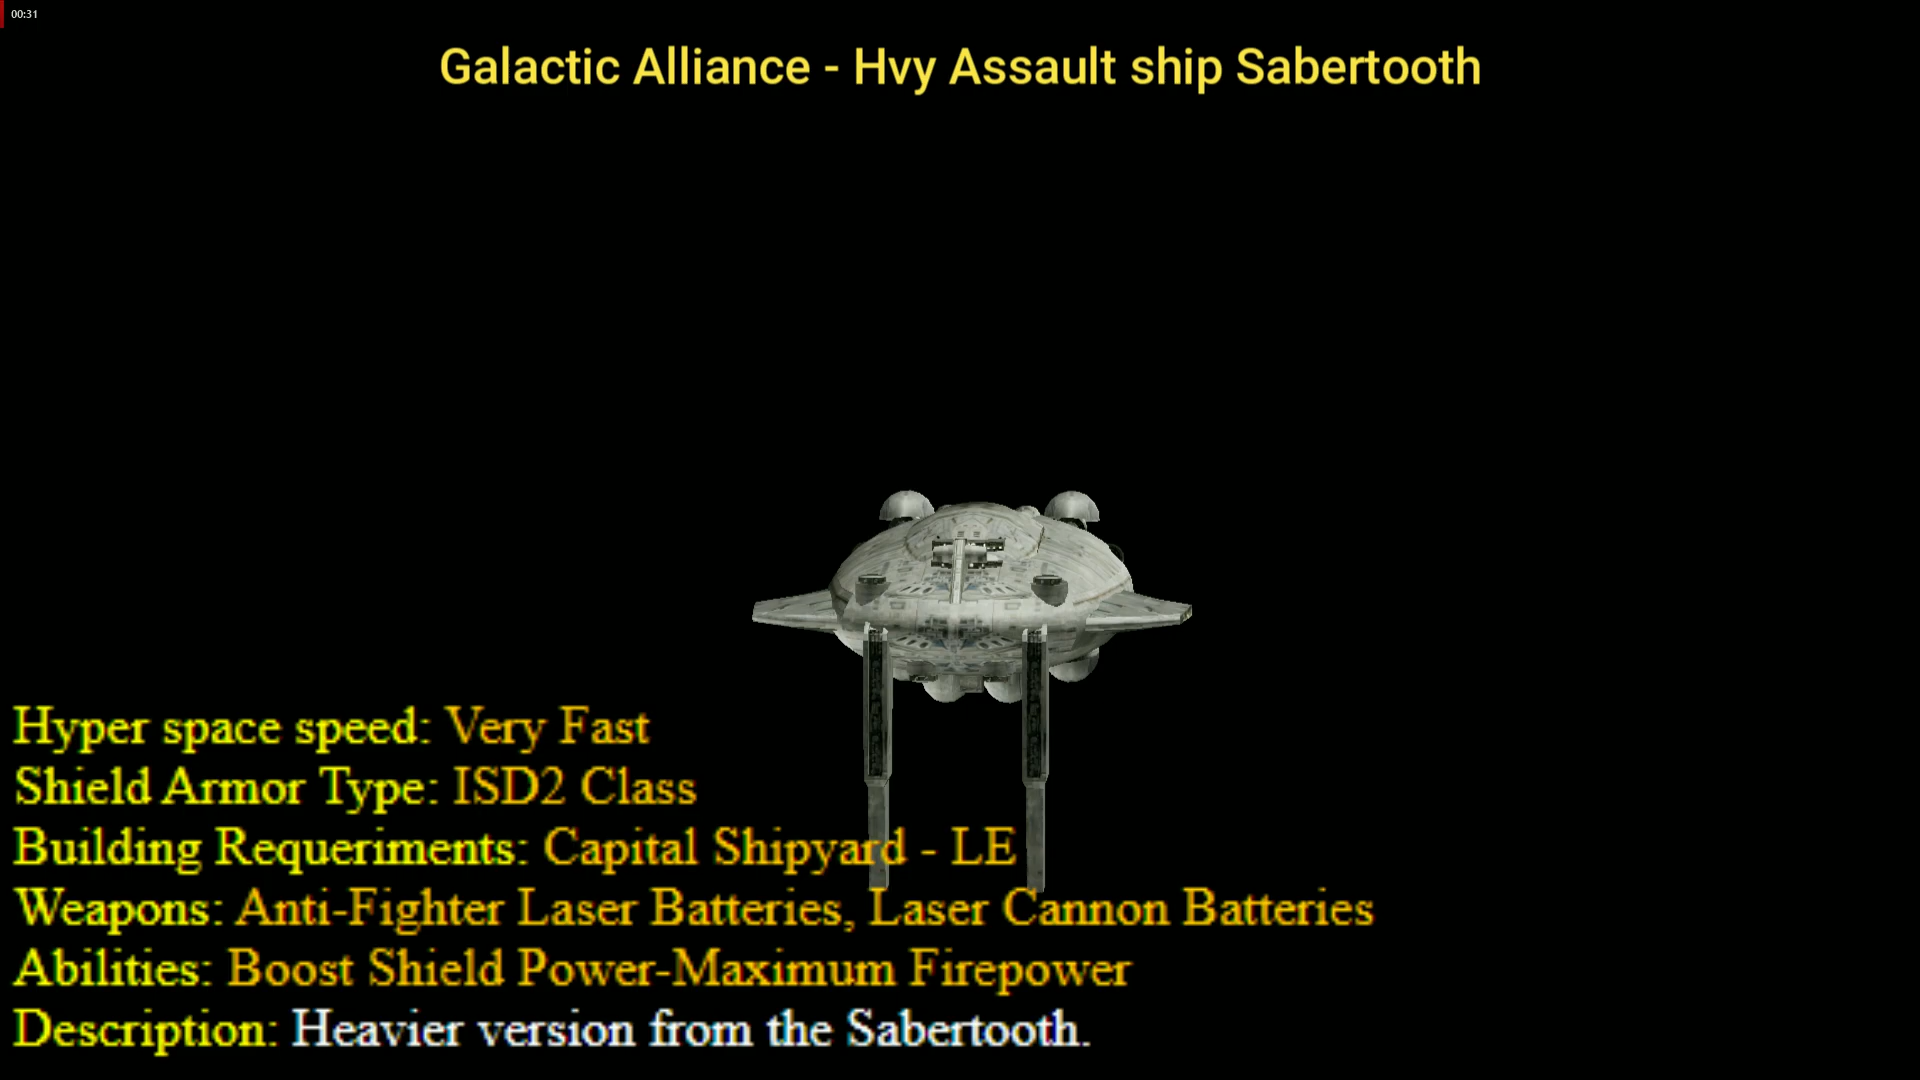 00:31
Galactic Alliance - Hvy Assault ship Sabertooth
Hyper space speed: Very Fast
Shield Armor Type: ISD2 Class
Building Requeriments: Capital Shipyard - LE
Weapons: Anti-Fighter Laser Batteries, Laser Cannon Batteries
Abilities: Boost Shield Power-Maximum Firepower
Description: Heavier version from the Sabertooth.